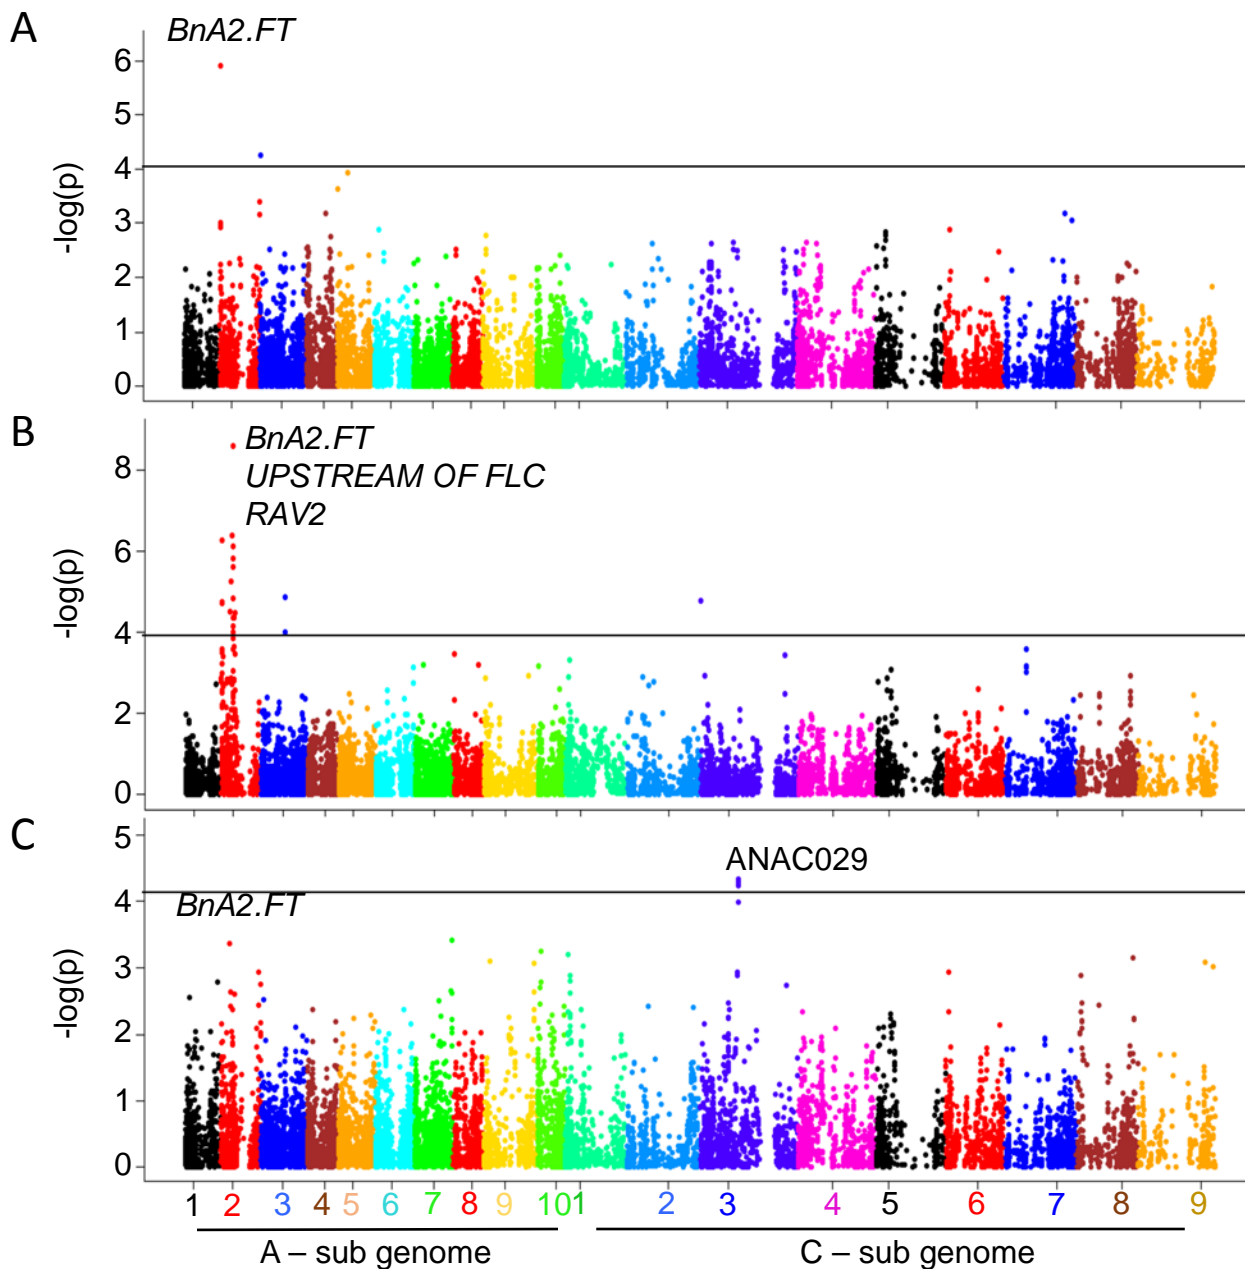 A
BnA2.FT
6
5
4
3
2
1
0
-log(p)
B
BnA2.FT
UPSTREAM OF FLC
RAV2
8
6
4
2
0
-log(p)
C
ANAC029
BnA2.FT
5
4
3
2
1
0
-log(p)
1 2 3 4 5 6 7 8 9 10 1 2 3 4 5 6 7 8 9
A – sub genome C – sub genome